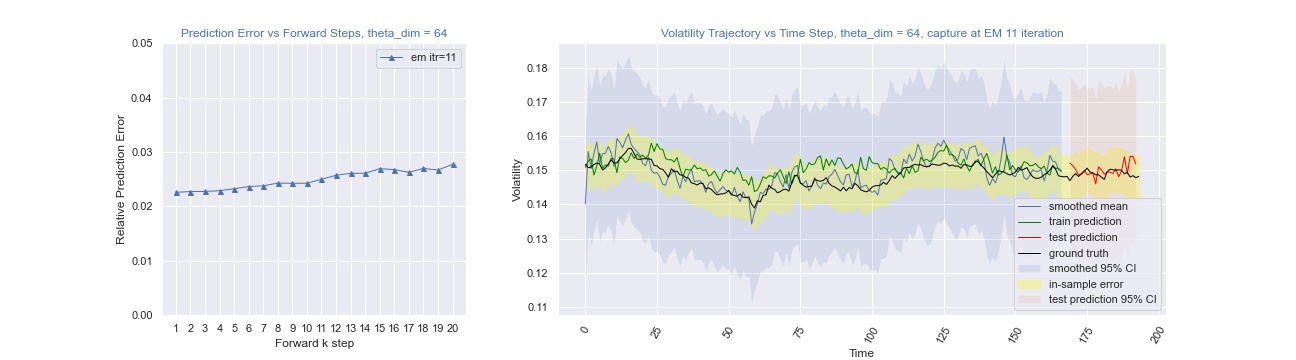 Prediction Error vs Forward Steps, theta_dim = 64
em itr=11
Relative Prediction Error
0.05
0.04
0.03
0.02
0.01
0.00
1 2 3 4 5 6 7 8 9 10 11 12 13 14 15 16 17 18 19 20
Forward k step
Volatility Trajectory vs Time Step, theta_dim = 64, capture at EM 11 iteration
Volatility
0.18
0.17
0.16
0.15
0.14
0.13
0.12
0.11
smoothed mean
train prediction
test prediction
ground truth
smoothed 95% CI
in-sample error
test prediction 95% CI
0 25 50 75 100 125 150 175 200
Time